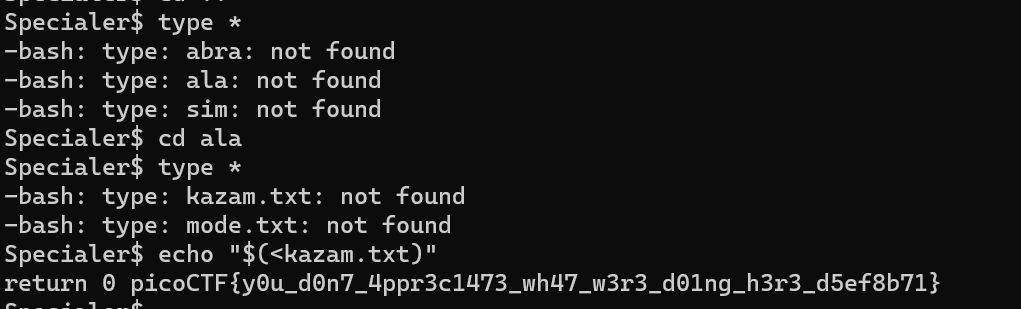 Specialer$ type *
-bash: type: abra: not found
-bash: type: ala: not found
-bash: type: sim: not found
Specialer$ cd ala
Specialer$ type *
-bash: type: kazam.txt: not found
-bash: type: mode.txt: not found
Specialer$ echo "$(<kazam.txt)"
return 0 picoCTF{y0u_d0n7_4ppr3c1473_wh47_w3r3_d01ng_h3r3_d5ef8b71}
Specialer$